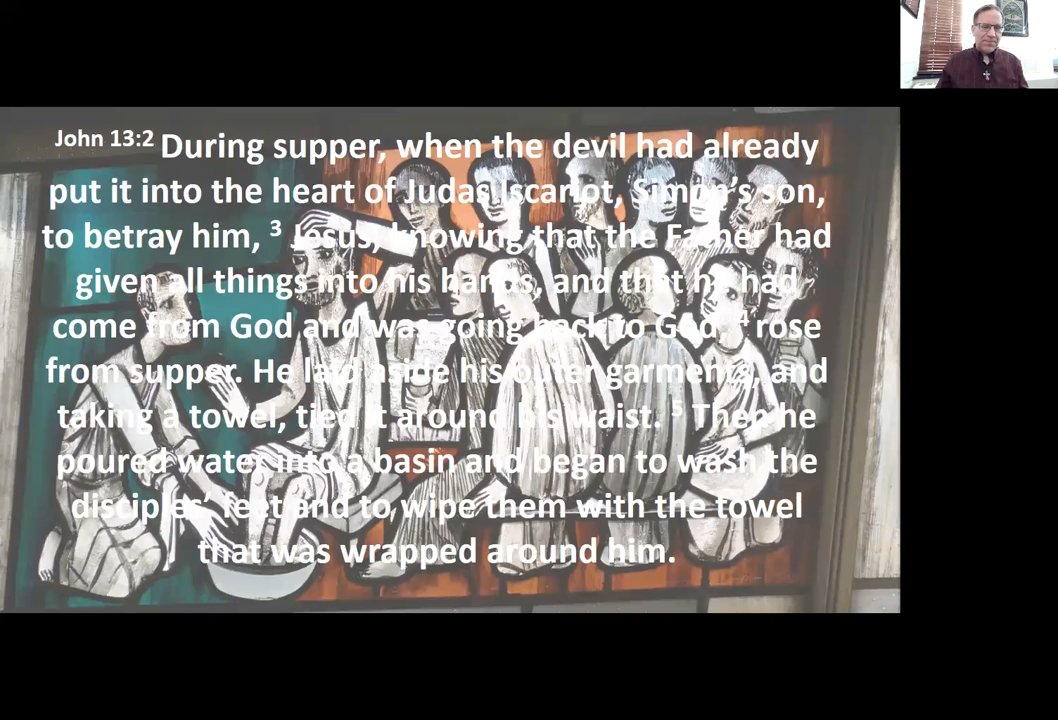 John 13:2 During supper, when the devil had already
put it into the heart of Judas Iscariot, Simon’s son,
to betray him, 3 Jesus, knowing that the Father had
given all things into his hands, and that he had
come from God and was going back to God, 4 rose
from supper. He laid aside his outer garments, and
taking a towel, tied it around his waist. 5 Then he
poured water into a basin and began to wash the
disciples’ feet and to wipe them with the towel
that was wrapped around him.